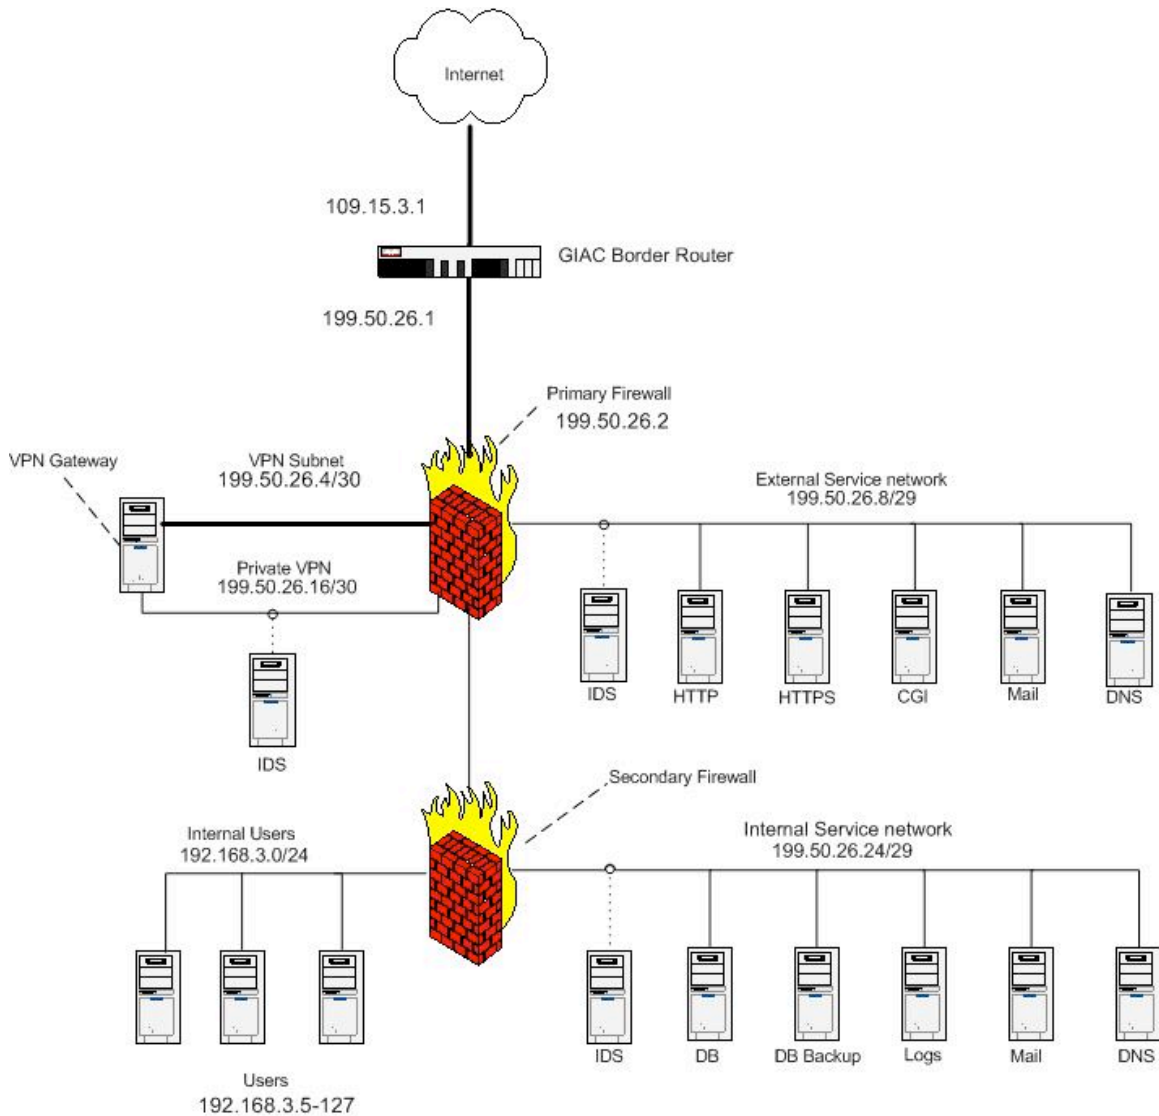 Internet
109.15.3.1
GIAC Border Router
199.50.26.1
Primary Firewall
199.50.26.2
VPN Gateway
VPN Subnet
199.50.26.4/30
External Service network
199.50.26.8/29
Private VPN
199.50.26.16/30
IDS
HTTP
HTTPS
CGI
Mail
DNS
IDS
Secondary Firewall
Internal Users
192.168.3.0/24
Internal Service network
199.50.26.24/29
IDS
DB
DB Backup
Logs
Mail
DNS
Users
192.168.3.5-127